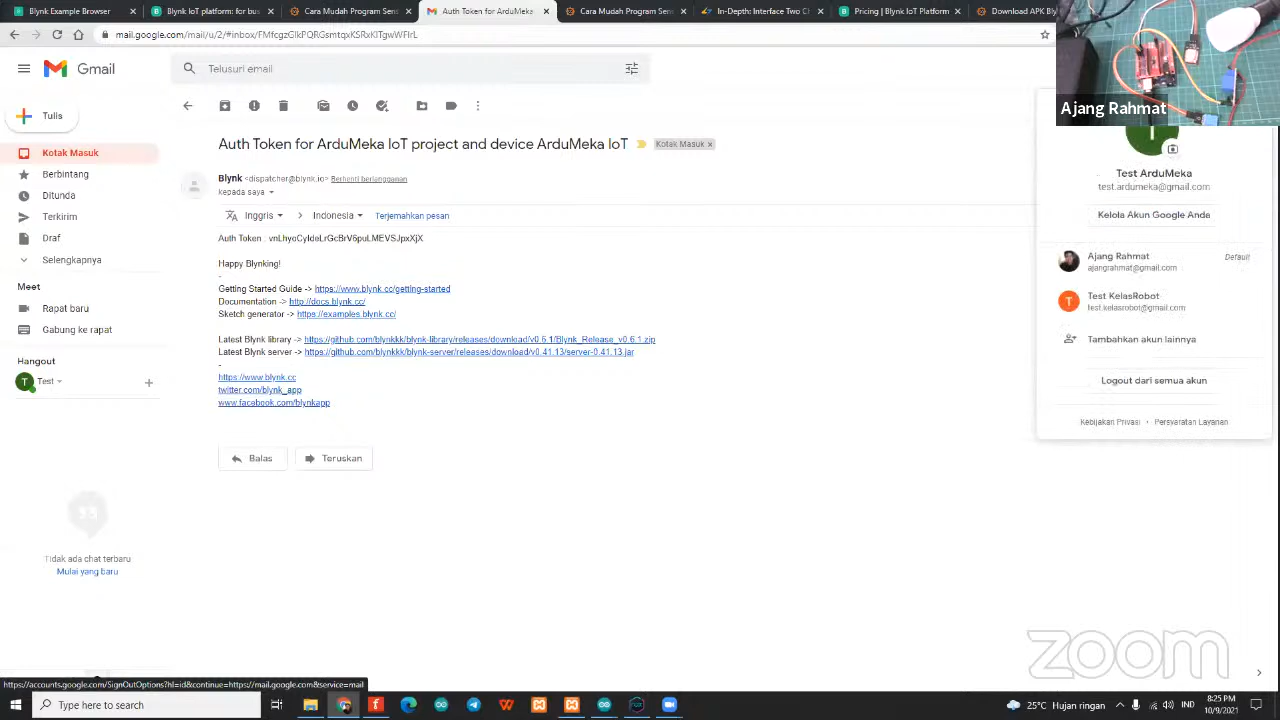 Blynk Example Browser
Blynk IoT platform: for bus
Cara Mudah Program Sens
Auth Token for ArduMeka
Cara Mudah Program Sens
In-Depth: Interface Two Ch
Pricing | Blynk IoT Platform
Download APK Bly
mail.google.com/mail/u/2/#inbox/FMfcgzGlkPQRGsmtqxKSRxKlTgwWFlrL
Gmail
Telusuri email
Ajang Rahmat
Tulis
Auth Token for ArduMeka IoT project and device ArduMeka IoT
Kotak Masuk ×
Kotak Masuk
Berbintang
Ditunda
Terkirim
Draf
Selengkapnya
Meet
Rapat baru
Gabung ke rapat
Hangout
Test
Tidak ada chat terbaru
Mulai yang baru
Blynk <dispatcher@blynk.io> Berhenti berlangganan
kepada saya
Inggris > Indonesia Terjemahkan pesan
Auth Token : vnLhyoCyIdeLrGcBrV6puLMEVSJpxXjX
Happy Blynking!
-
Getting Started Guide -> https://www.blynk.cc/getting-started
Documentation -> http://docs.blynk.cc/
Sketch generator -> https://examples.blynk.cc/
Latest Blynk library -> https://github.com/blynkkk/blynk-library/releases/download/v0.6.1/Blynk_Release_v0.6.1.zip
Latest Blynk server -> https://github.com/blynkkk/blynk-server/releases/download/v0.41.13/server-0.41.13.jar
-
https://www.blynk.cc
twitter.com/blynk_app
www.facebook.com/blynkapp
Balas
Teruskan
Test ArduMeka
test.ardumeka@gmail.com
Kelola Akun Google Anda
Ajang Rahmat
Default
ajangrahmat@gmail.com
T
Test KelasRobot
test.kelasrobot@gmail.com
Tambahkan akun lainnya
Logout dari semua akun
Kebijakan Privasi • Persyaratan Layanan
zoom
https://accounts.google.com/SignOutOptions?hl=id&continue=https://mail.google.com&service=mail
Type here to search
25°C Hujan ringan
IND
8:25 PM
10/9/2021